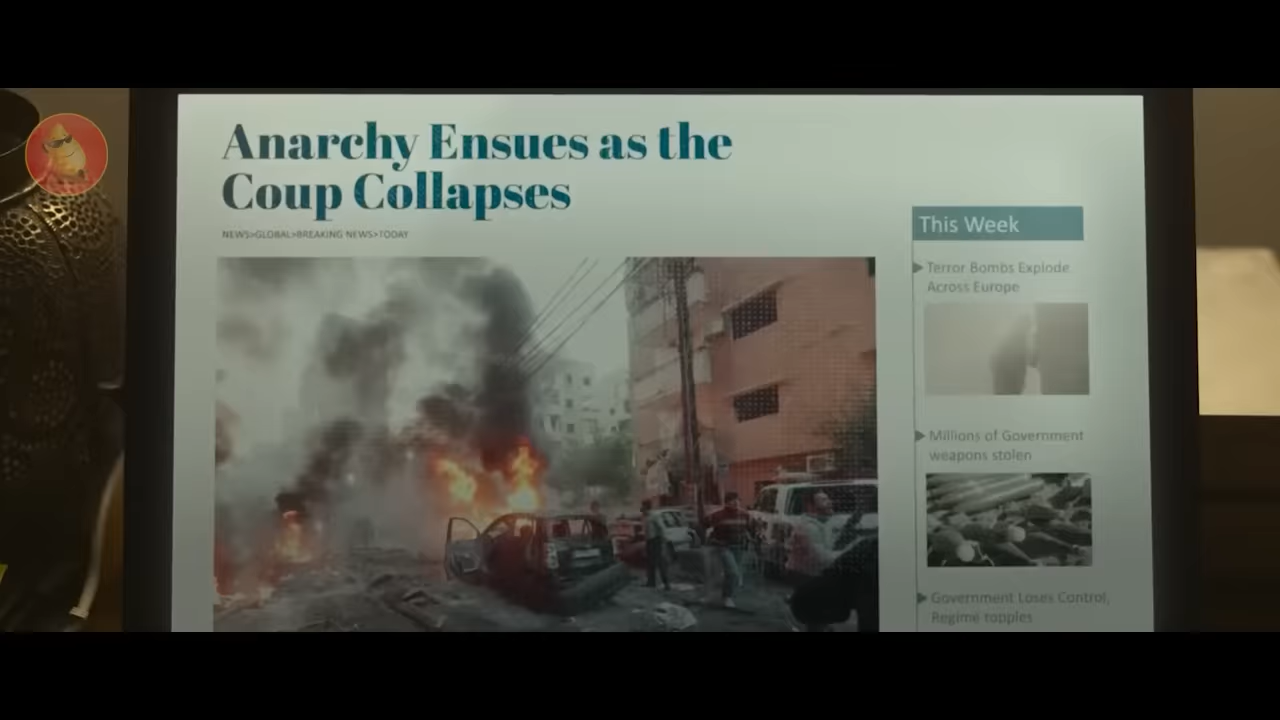 Anarchy Ensues as the
Coup Collapses
NEWS>GLOBAL>BREAKING NEWS>TODAY
This Week
Terror Bombs Explode
Across Europe
Millions of Government
weapons stolen
Government Loses Control,
Regime topples